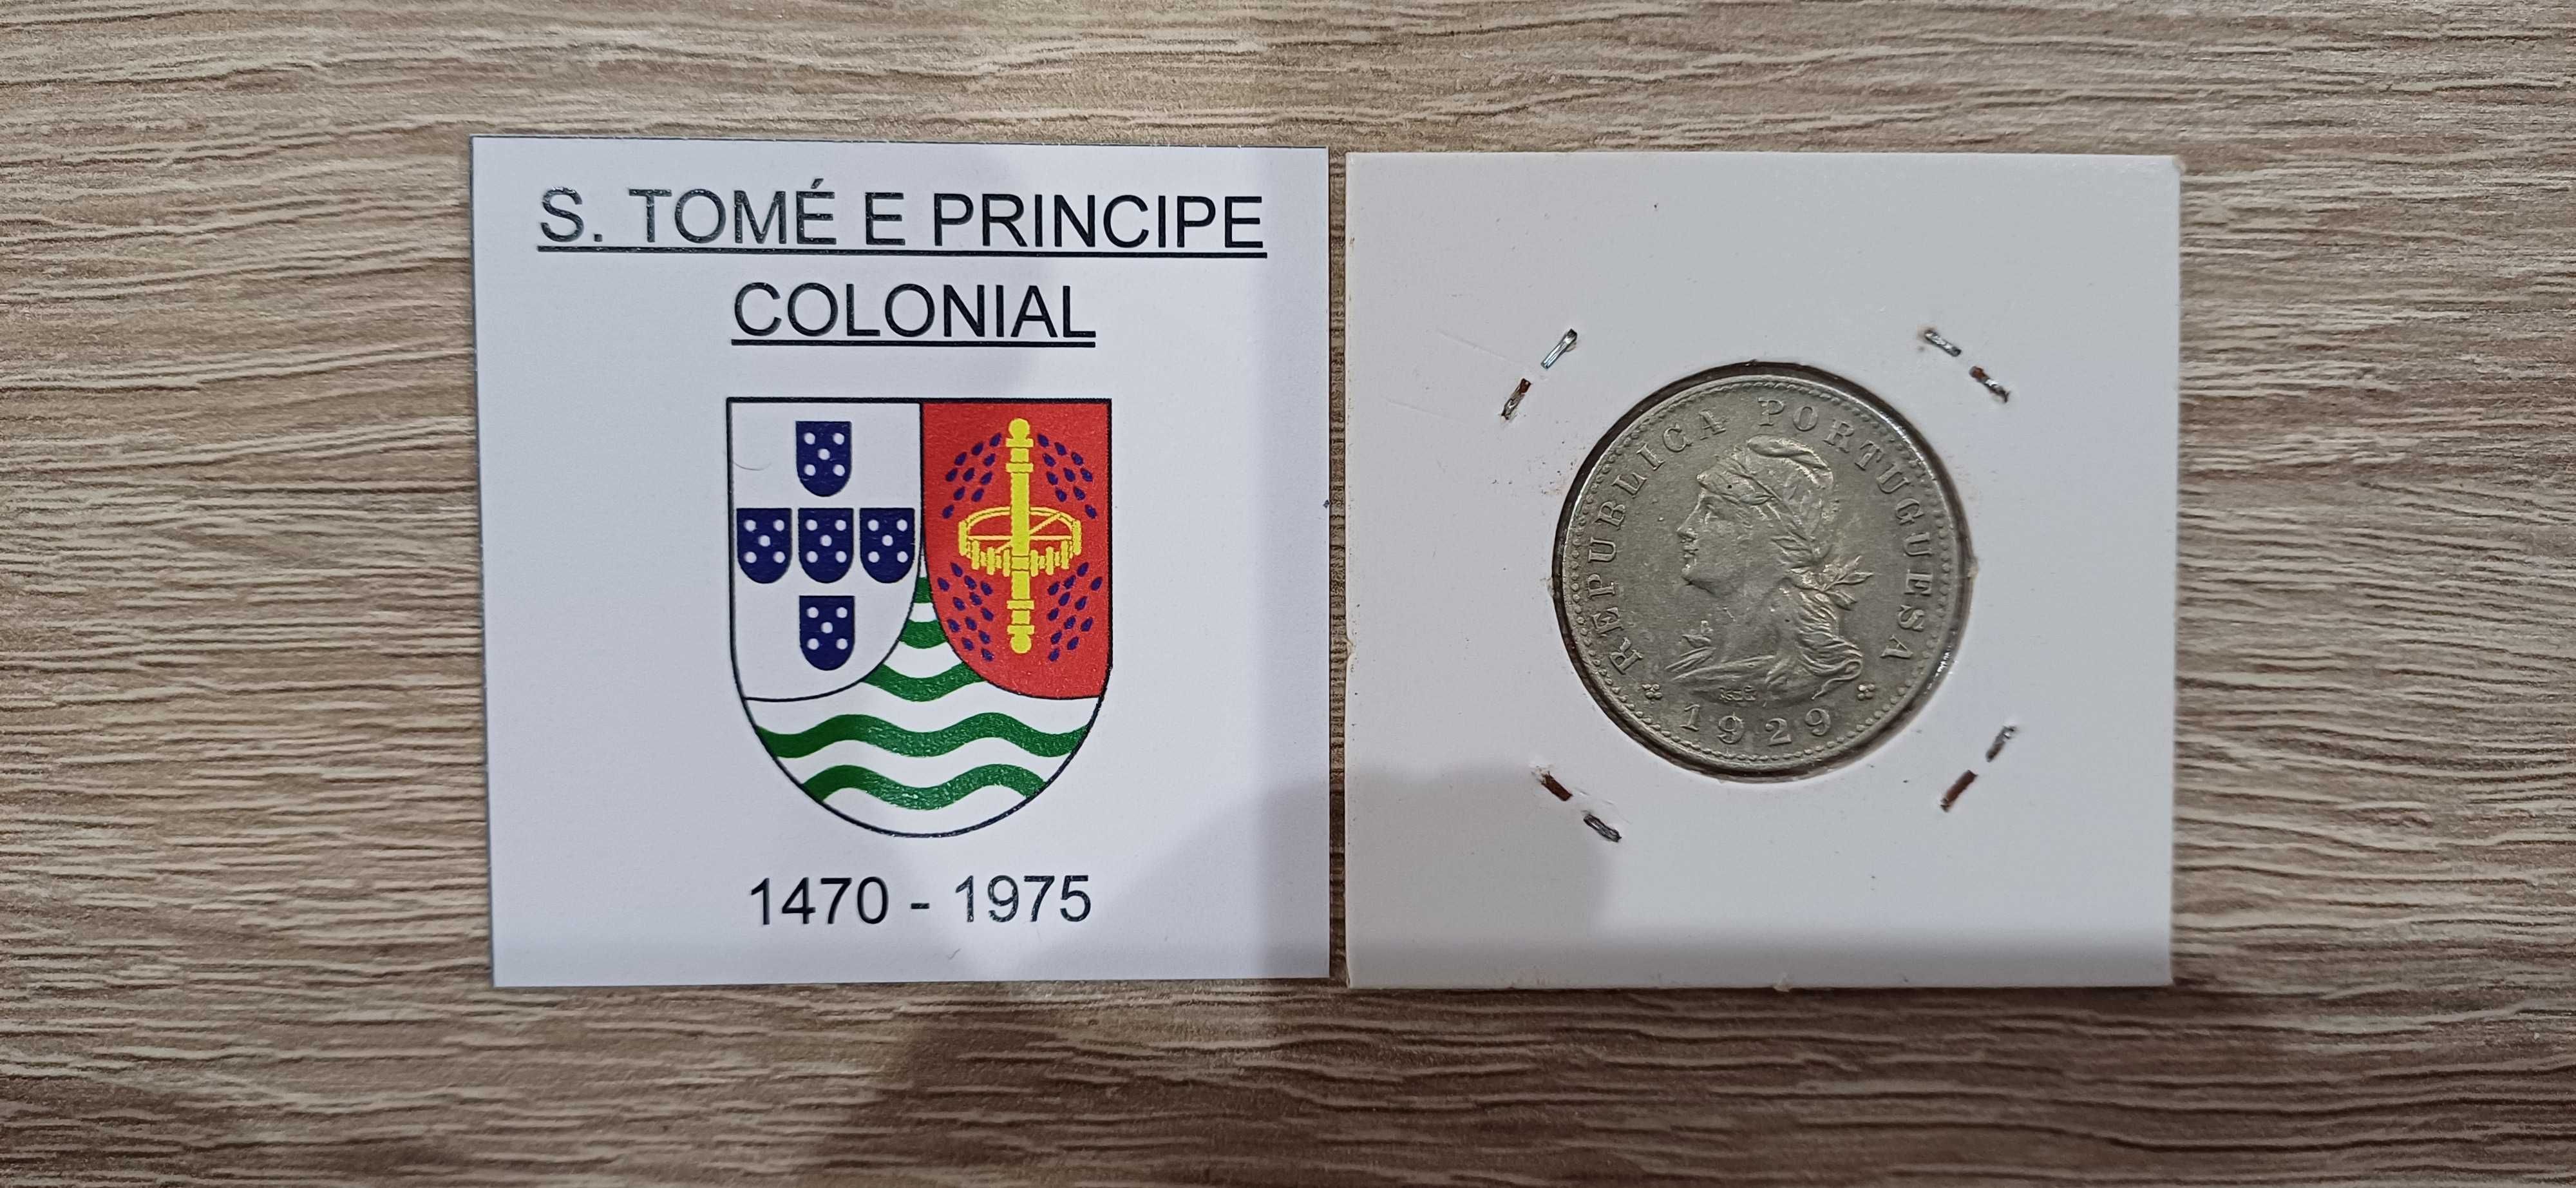 S. TOMÉ E PRINCIPE
COLONIAL
1470 - 1975
REPUBLICA PORTUGUESA
1929